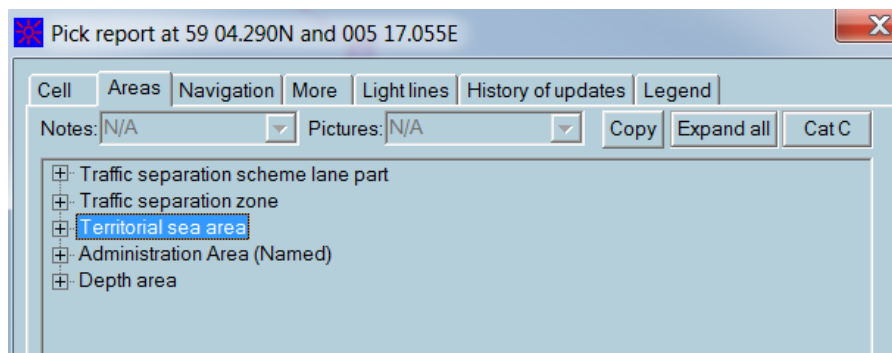 Pick report at 59 04.290N and 005 17.055E
Cell Areas Navigation More Light lines History of updates Legend
Notes: N/A Pictures: N/A Copy Expand all Cat C
Traffic separation scheme lane part
Traffic separation zone
Territorial sea area
Administration Area (Named)
Depth area